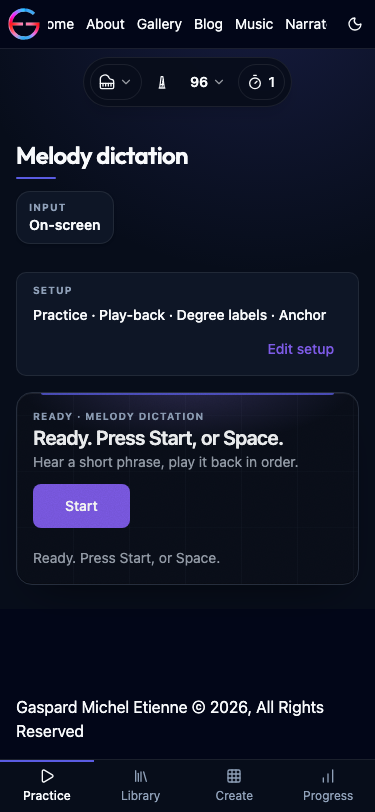 ome About Gallery Blog Music Narrat
96 1
Melody dictation
INPUT
On-screen
SETUP
Practice · Play-back · Degree labels · Anchor
Edit setup
READY · MELODY DICTATION
Ready. Press Start, or Space.
Hear a short phrase, play it back in order.
Start
Ready. Press Start, or Space.
Gaspard Michel Etienne © 2026, All Rights
Reserved
Practice Library Create Progress